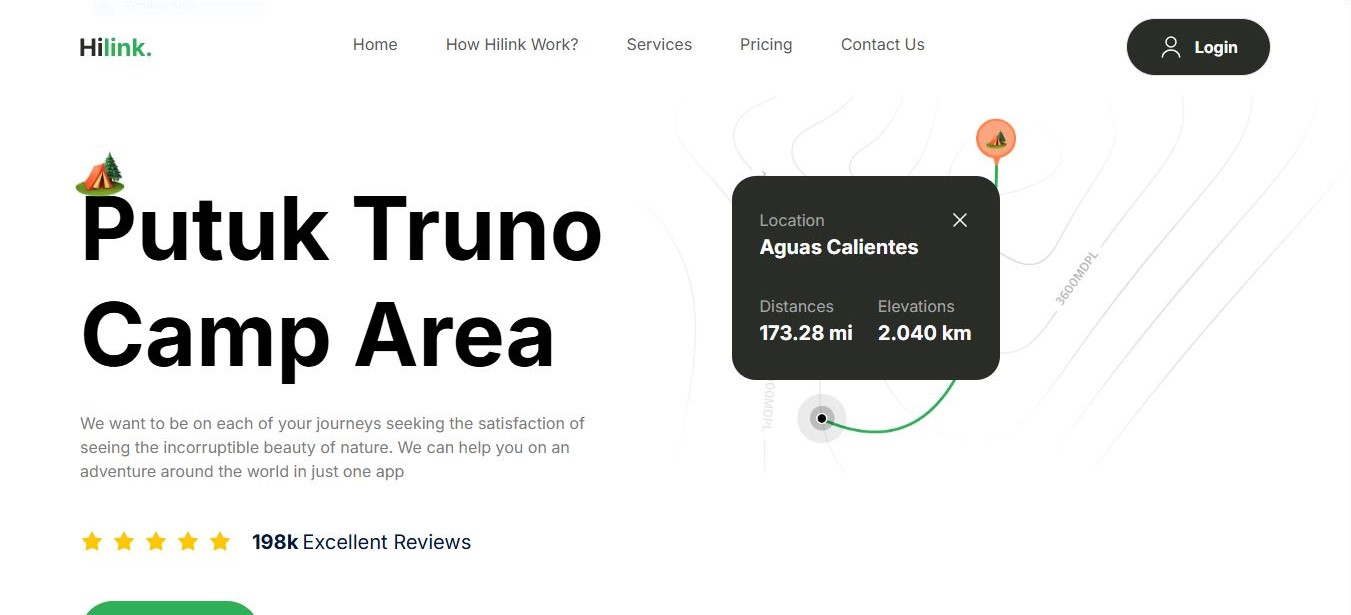 Hilink.
Home How Hilink Work? Services Pricing Contact Us
Login
Putuk Truno
Camp Area
We want to be on each of your journeys seeking the satisfaction of
seeing the incorruptible beauty of nature. We can help you on an
adventure around the world in just one app
198k Excellent Reviews
Location
Aguas Calientes
Distances Elevations
173.28 mi 2.040 km
3600MDPL